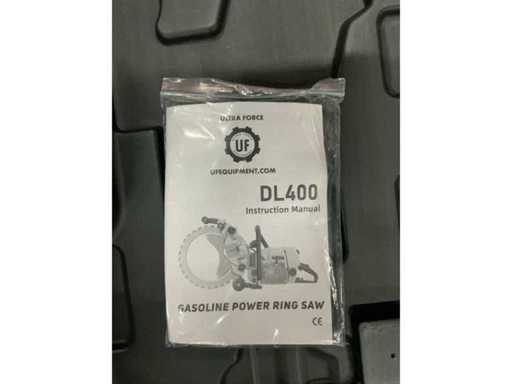 ULTRA FORCE
UF
UFEQUIPMENT.COM
DL400
Instruction Manual
GASOLINE POWER RING SAW
CE